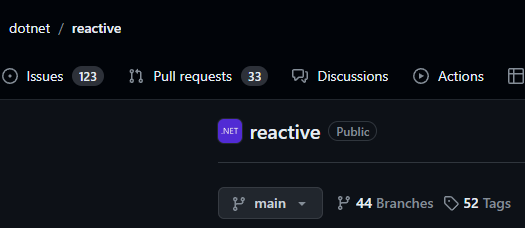 dotnet / reactive
Issues 123 Pull requests 33 Discussions Actions
.NET reactive Public
main 44 Branches 52 Tags